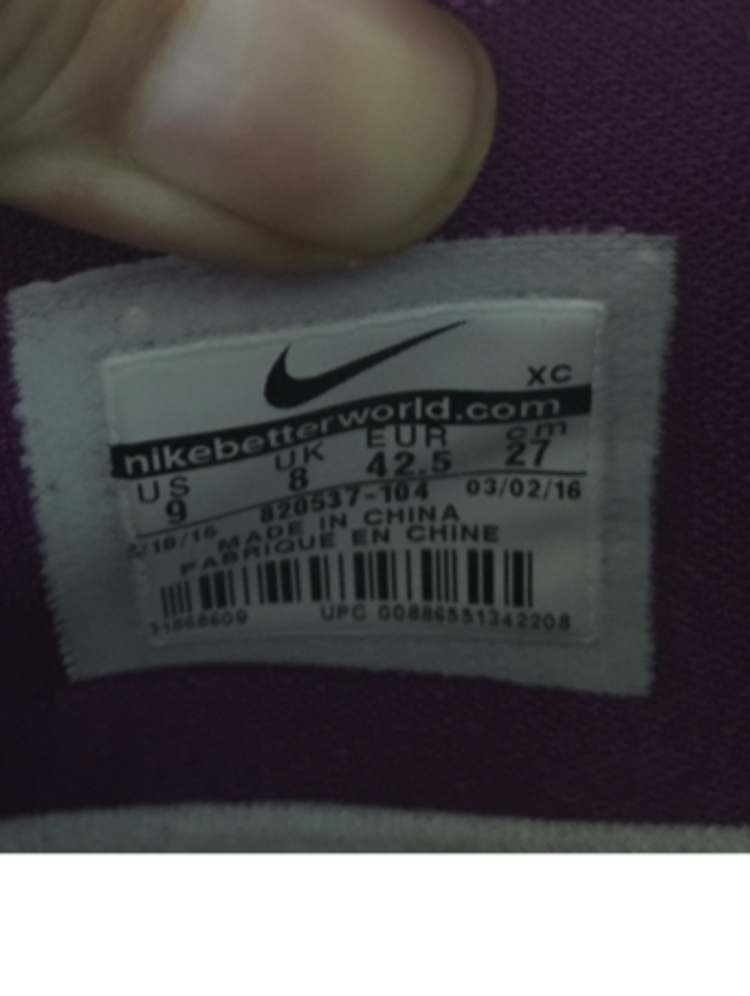 XC
nikebetterworld.com
US UK EUR cm
9 8 42.5 27
820537-104 03/02/16
MADE IN CHINA
FABRIQUE EN CHINE
UPC 00886551342208